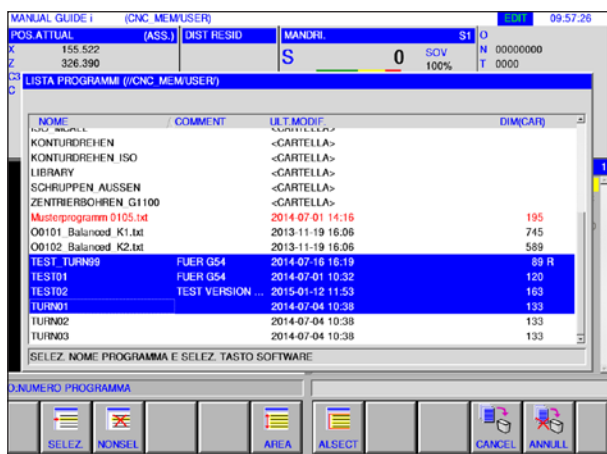 MANUAL GUIDE i (CNC_MEM/USER) EDIT 09:57:26
POS.ATTUAL (ASS.) DIST RESID MANDRI. S1 O
X 155.522 S 0 SOV 100% N 00000000
Z 326.390 T 0000
C3 LISTA PROGRAMMI (//CNC_MEM/USER/)
C
1
NOME / COMMENT ULT.MODIF. DIM(CAR)
<CARTELLA>
KONTURDREHEN <CARTELLA>
KONTURDREHEN_ISO <CARTELLA>
LIBRARY <CARTELLA>
SCHRUPPEN_AUSSEN <CARTELLA>
ZENTRIERBOHREN_G1100 <CARTELLA>
Musterprogramm 0105.txt 2014-07-01 14:16 195
O0101_Balanced_K1.txt 2013-11-19 16:06 745
O0102_Balanced_K2.txt 2013-11-19 16:06 589
TEST_TURN99 FUER G54 2014-07-16 16:19 89 R
TEST01 FUER G54 2014-07-01 10:32 120
TEST02 TEST VERSION ... 2015-01-12 11:53 163
TURN01 2014-07-04 10:38 133
TURN02 2014-07-04 10:38 133
TURN03 2014-07-04 10:38 133
SELEZ. NOME PROGRAMMA E SELEZ. TASTO SOFTWARE
O:NUMERO PROGRAMMA
SELEZ. NONSEL AREA ALSECT CANCEL ANNULL